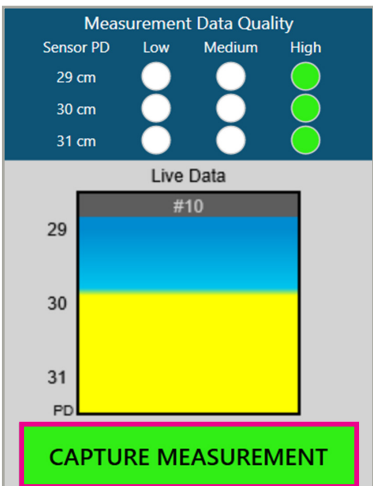 Measurement Data Quality
Sensor PD Low Medium High
29 cm
30 cm
31 cm
Live Data
#10
29
30
31
PD
CAPTURE MEASUREMENT